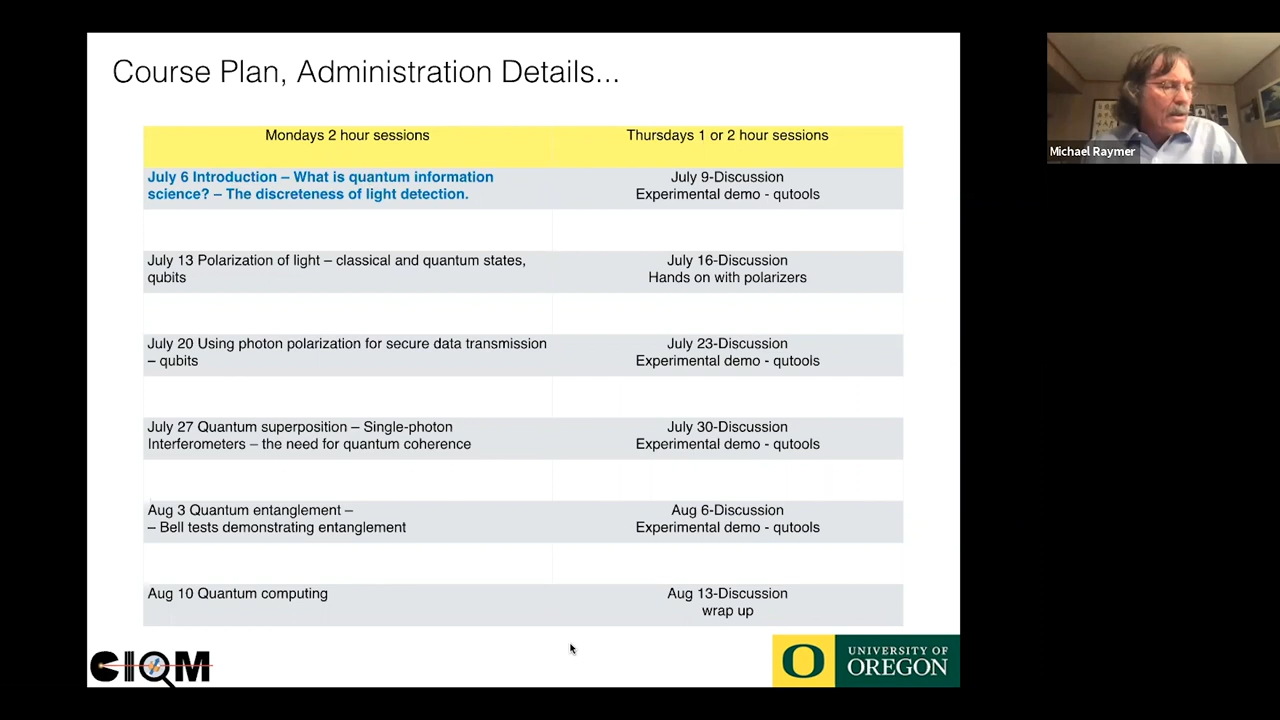 Course Plan, Administration Details...
Michael Raymer
Mondays 2 hour sessions
Thursdays 1 or 2 hour sessions
July 6 Introduction – What is quantum information
science? – The discreteness of light detection.
July 9-Discussion
Experimental demo - qutools
July 13 Polarization of light – classical and quantum states,
qubits
July 16-Discussion
Hands on with polarizers
July 20 Using photon polarization for secure data transmission
– qubits
July 23-Discussion
Experimental demo - qutools
July 27 Quantum superposition – Single-photon
Interferometers – the need for quantum coherence
July 30-Discussion
Experimental demo - qutools
Aug 3 Quantum entanglement –
– Bell tests demonstrating entanglement
Aug 6-Discussion
Experimental demo - qutools
Aug 10 Quantum computing
Aug 13-Discussion
wrap up
CIQM
O
UNIVERSITY OF
OREGON